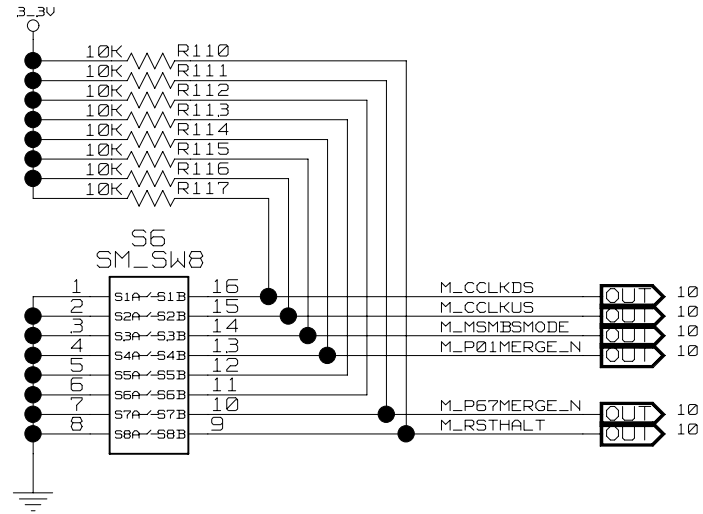 3_3V
10K R110
10K R111
10K R112
10K R113
10K R114
10K R115
10K R116
10K R117
S6
SM_SW8
1 S1A/S1B 16 M_CCLKDS OUT 10
2 S2A/S2B 15 M_CCLKUS OUT 10
3 S3A/S3B 14 M_MSMBSMODE OUT 10
4 S4A/S4B 13 M_P01MERGE_N OUT 10
5 S5A/S5B 12
6 S6A/S6B 11
7 S7A/S7B 10 M_P67MERGE_N OUT 10
8 S8A/S8B 9 M_RSTHALT OUT 10